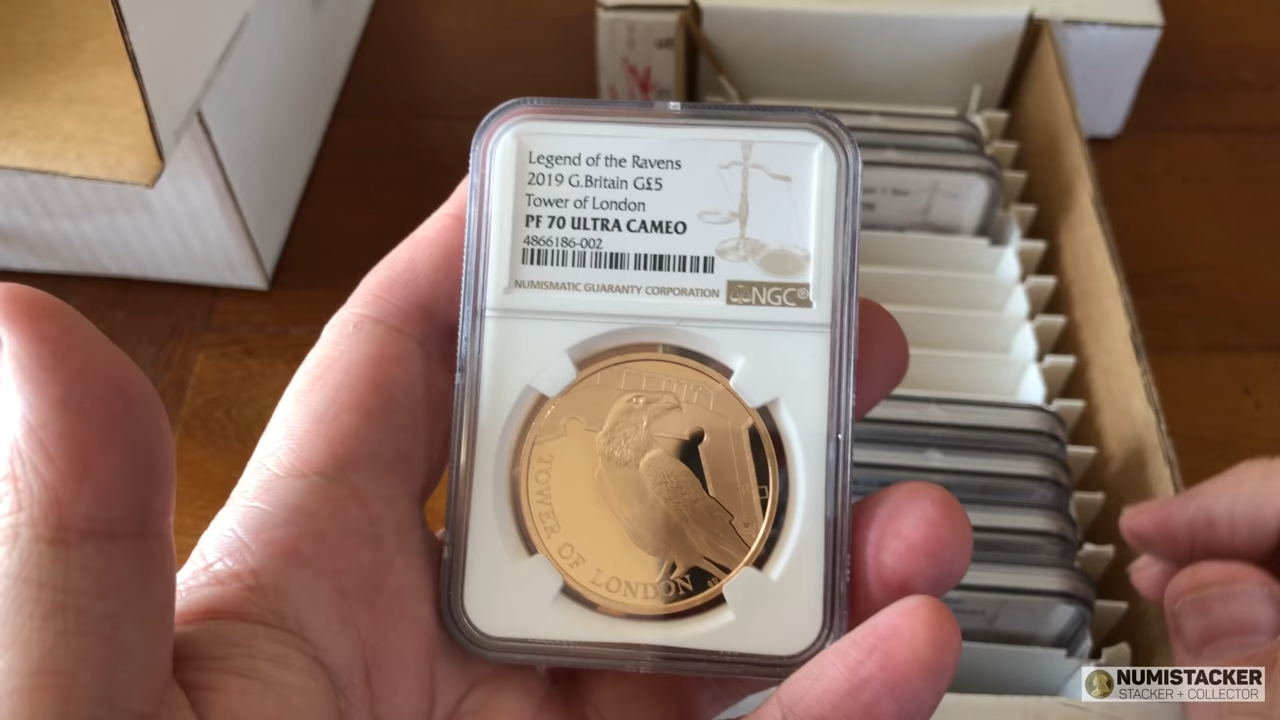 Legend of the Ravens
2019 G.Britain G£5
Tower of London
PF 70 ULTRA CAMEO
4866186-002
NUMISMATIC GUARANTY CORPORATION NGC®
TOWER OF LONDON
NUMISTACKER
STACKER + COLLECTOR